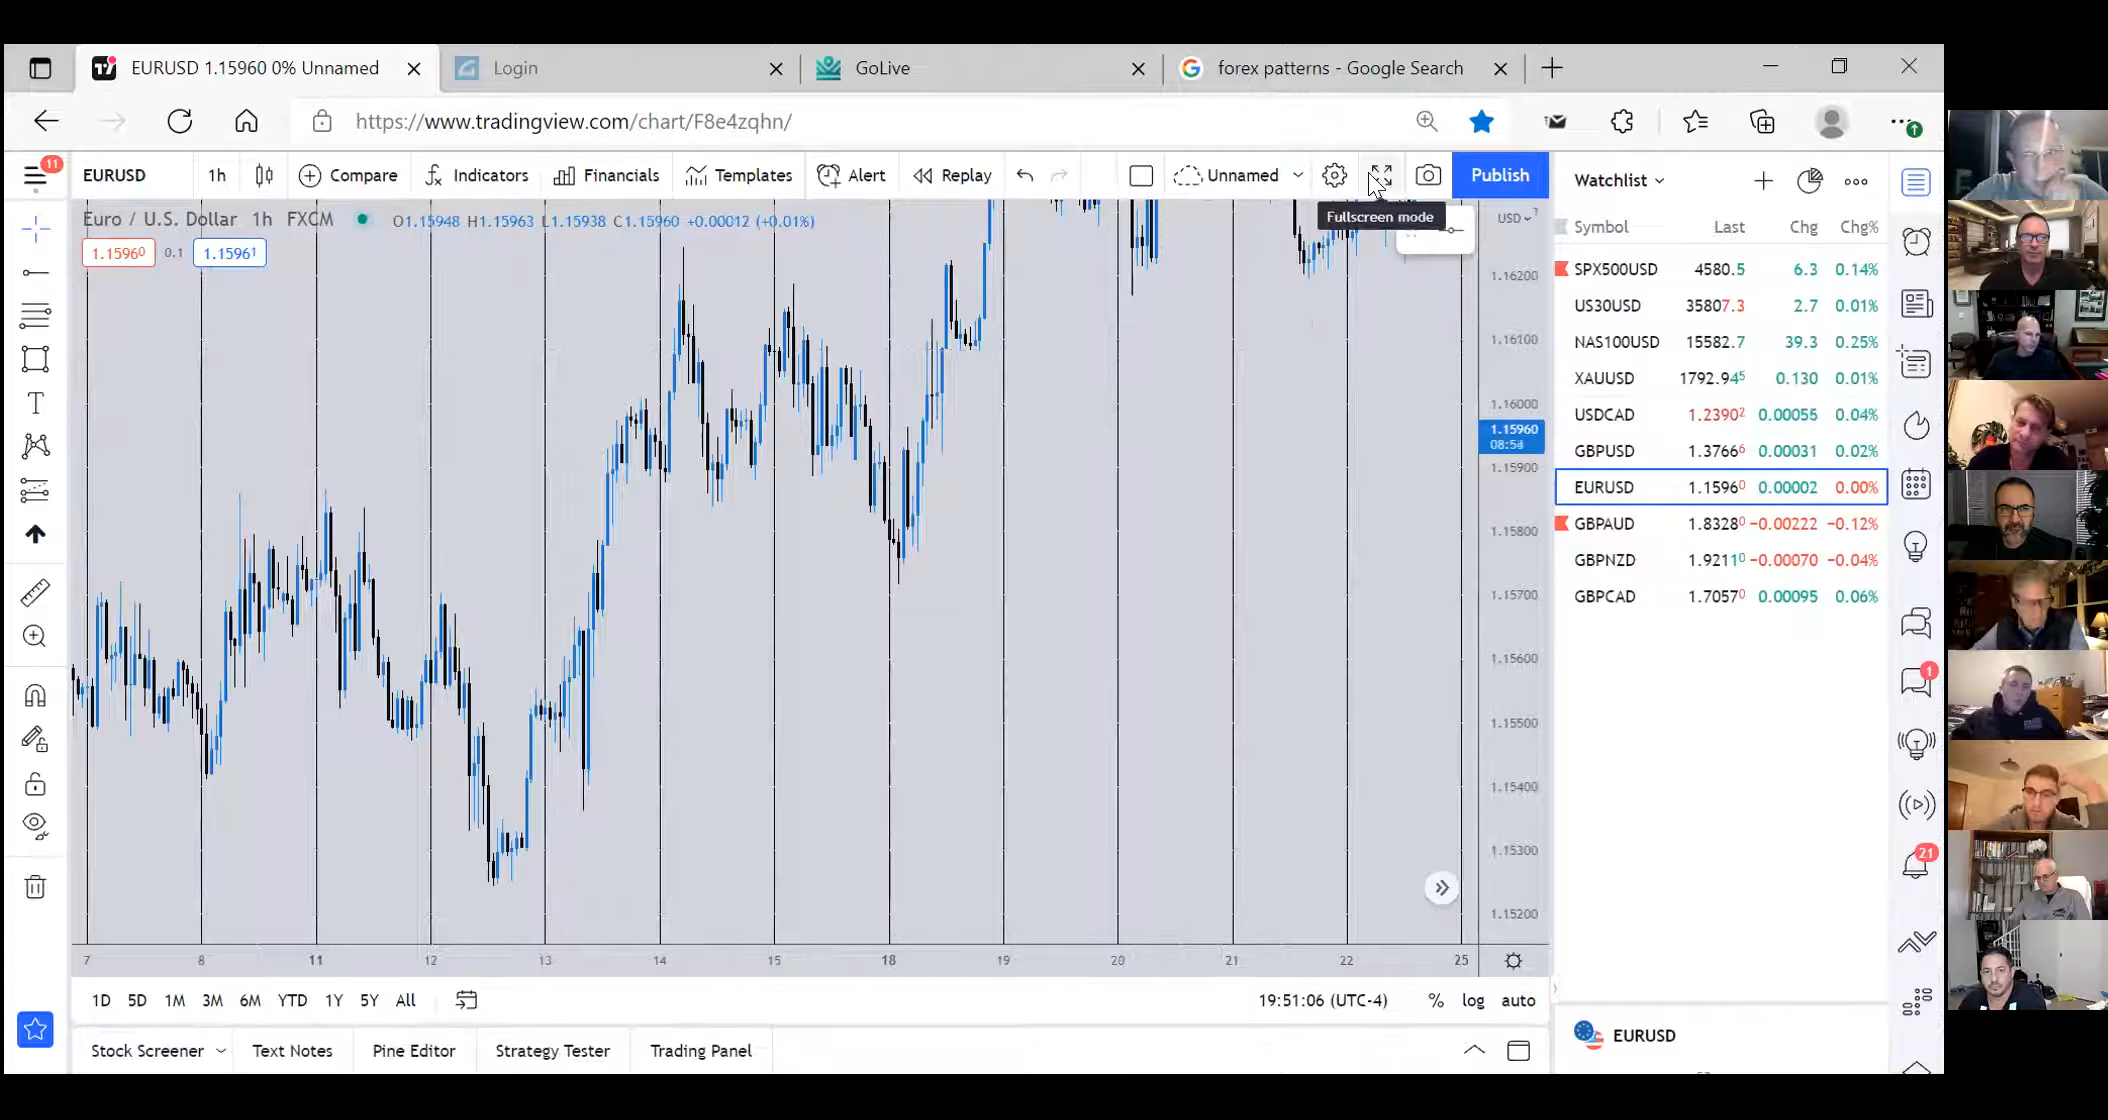 EURUSD 1.15960 0% Unnamed
Login
GoLive
forex patterns - Google Search
https://www.tradingview.com/chart/F8e4zqhn/
11
EURUSD 1h Compare Indicators Financials Templates Alert Replay Unnamed Publish
Fullscreen mode
Euro / U.S. Dollar 1h FXCM O1.15948 H1.15963 L1.15938 C1.15960 +0.00012 (+0.01%)
1.15960 0.1 1.15961
USD
1.16200
1.16100
1.16000
1.15960
08:54
1.15900
1.15800
1.15700
1.15600
1.15500
1.15400
1.15300
1.15200
7 8 11 12 13 14 15 18 19 20 21 22 25
1D 5D 1M 3M 6M YTD 1Y 5Y All
19:51:06 (UTC-4) % log auto
Stock Screener Text Notes Pine Editor Strategy Tester Trading Panel
Watchlist
Symbol Last Chg Chg%
SPX500USD 4580.5 6.3 0.14%
US30USD 35807.3 2.7 0.01%
NAS100USD 15582.7 39.3 0.25%
XAUUSD 1792.945 0.130 0.01%
USDCAD 1.23902 0.00055 0.04%
GBPUSD 1.37666 0.00031 0.02%
EURUSD 1.15960 0.00002 0.00%
GBPAUD 1.83280 −0.00222 −0.12%
GBPNZD 1.92110 −0.00070 −0.04%
GBPCAD 1.70570 0.00095 0.06%
EURUSD
1
21